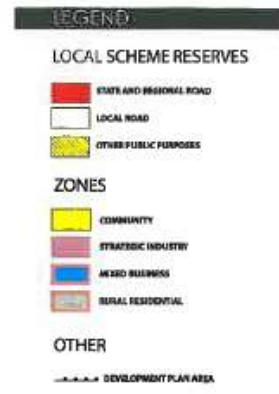 LEGEND
LOCAL SCHEME RESERVES
STATE AND REGIONAL ROAD
LOCAL ROAD
OTHER PUBLIC PURPOSES
ZONES
COMMUNITY
STRATEGIC INDUSTRY
MIXED BUSINESS
RURAL RESIDENTIAL
OTHER
DEVELOPMENT PLAN AREA